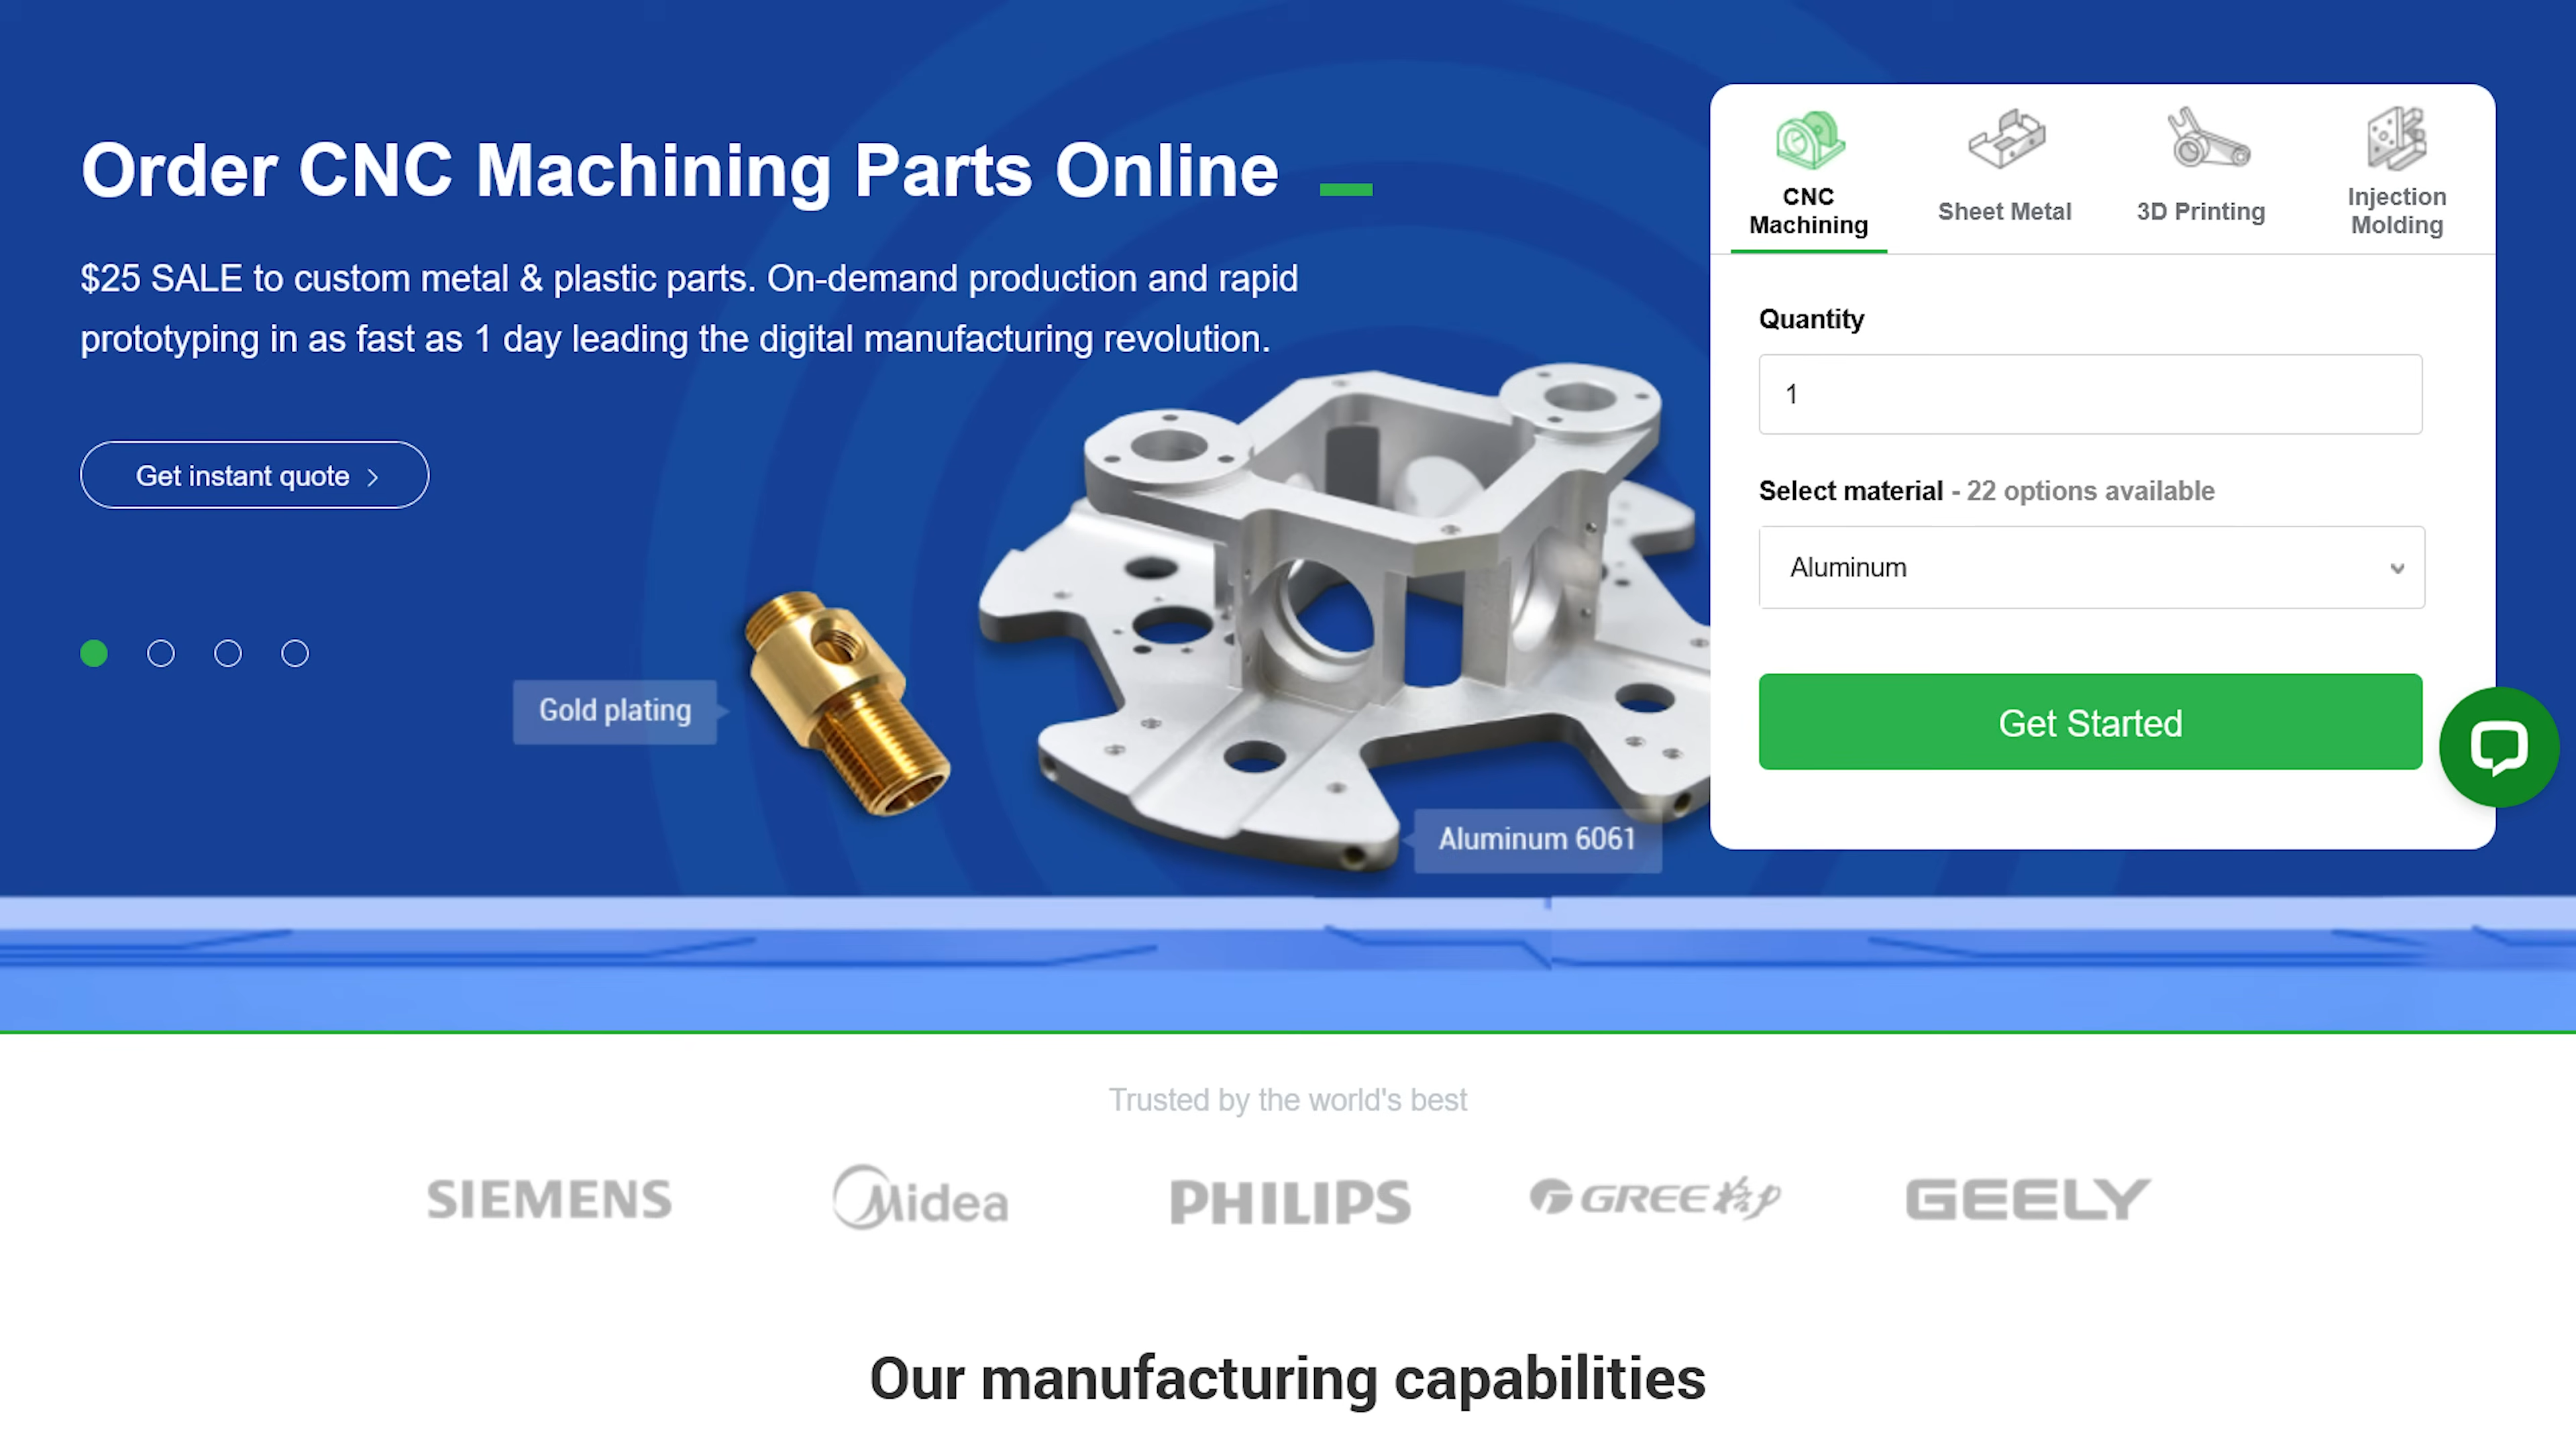 Order CNC Machining Parts Online
$25 SALE to custom metal & plastic parts. On-demand production and rapid
prototyping in as fast as 1 day leading the digital manufacturing revolution.
Get instant quote
Gold plating
Aluminum 6061
CNC
Machining
Sheet Metal
3D Printing
Injection
Molding
Quantity
1
Select material - 22 options available
Aluminum
Get Started
Trusted by the world's best
SIEMENS
Midea
PHILIPS
GREE 格力
GEELY
Our manufacturing capabilities